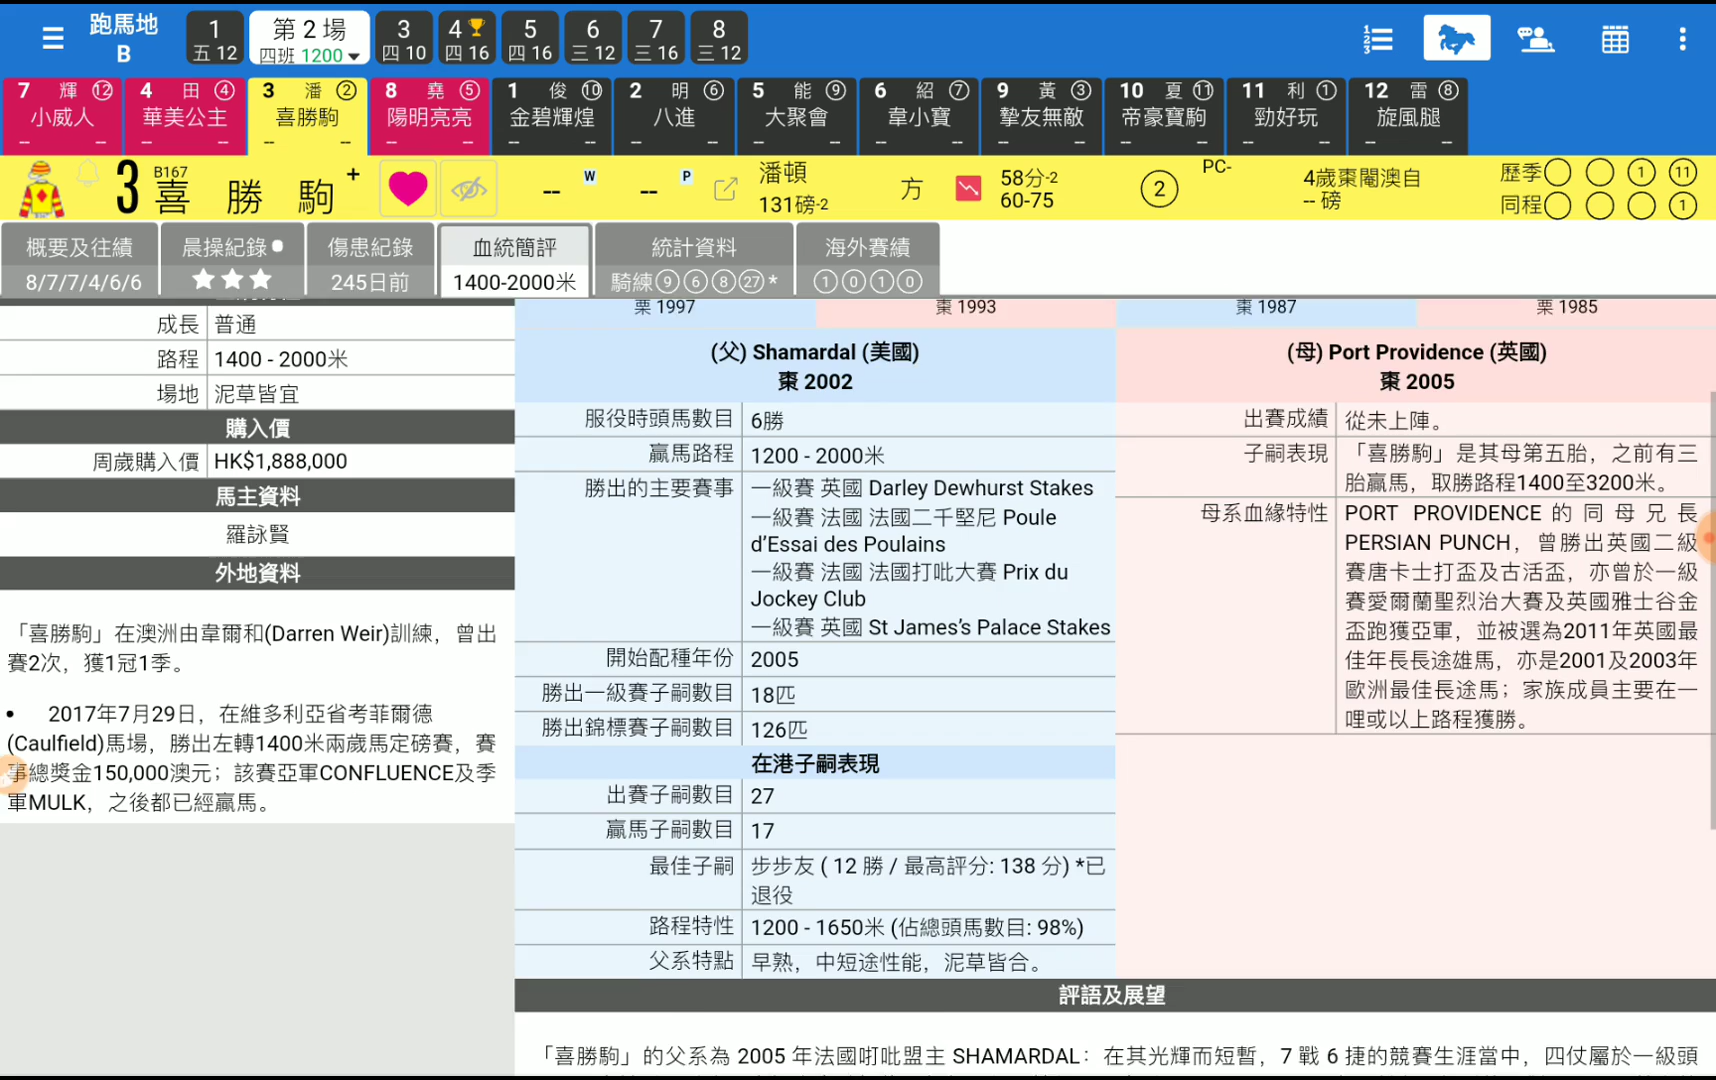 跑馬地
B
1
五 12
第 2 場
四班 1200
3
四 10
4
四 16
5
四 16
6
三 12
7
三 16
8
三 12
7 輝 12
小威人
-- --
4 田 4
華美公主
-- --
3 潘 2
喜勝駒
-- --
8 堯 5
陽明亮亮
-- --
1 俊 10
金碧輝煌
-- --
2 明 6
八進
-- --
5 能 9
大聚會
-- --
6 紹 7
韋小寶
-- --
9 黃 3
摯友無敵
-- --
10 夏 11
帝豪寶駒
-- --
11 利 1
勁好玩
-- --
12 雷 8
旋風腿
-- --
3 B167
喜勝駒 +
-- W
-- P
潘頓
131磅-2
方
58分-2
60-75
2
PC-
4歲棗閹澳自
-- 磅
歷季 1 11
同程 1
概要及往績
8/7/7/4/6/6
晨操紀錄
★★★
傷患紀錄
245日前
血統簡評
1400-2000米
統計資料
騎練 9 6 8 27 *
海外賽績
1 0 1 0
成長 普通
路程 1400 - 2000米
場地 泥草皆宜
購入價
周歲購入價 HK$1,888,000
馬主資料
羅詠賢
外地資料
「喜勝駒」在澳洲由韋爾和(Darren Weir)訓練，曾出
賽2次，獲1冠1季。
• 2017年7月29日，在維多利亞省考菲爾德
(Caulfield)馬場，勝出左轉1400米兩歲馬定磅賽，賽
事總獎金150,000澳元；該賽亞軍CONFLUENCE及季
軍MULK，之後都已經贏馬。
栗 1997
棗 1993
棗 1987
栗 1985
(父) Shamardal (美國)
棗 2002
服役時頭馬數目 6勝
贏馬路程 1200 - 2000米
勝出的主要賽事 一級賽 英國 Darley Dewhurst Stakes
一級賽 法國 法國二千堅尼 Poule
d’Essai des Poulains
一級賽 法國 法國打吡大賽 Prix du
Jockey Club
一級賽 英國 St James’s Palace Stakes
開始配種年份 2005
勝出一級賽子嗣數目 18匹
勝出錦標賽子嗣數目 126匹
在港子嗣表現
出賽子嗣數目 27
贏馬子嗣數目 17
最佳子嗣 步步友 ( 12 勝 / 最高評分: 138 分) *已
退役
路程特性 1200 - 1650米 (佔總頭馬數目: 98%)
父系特點 早熟，中短途性能，泥草皆合。
(母) Port Providence (英國)
棗 2005
出賽成績 從未上陣。
子嗣表現 「喜勝駒」是其母第五胎，之前有三
胎贏馬，取勝路程1400至3200米。
母系血緣特性 PORT PROVIDENCE 的 同 母 兄 長
PERSIAN PUNCH，曾勝出英國二級
賽唐卡士打盃及古活盃，亦曾於一級
賽愛爾蘭聖烈治大賽及英國雅士谷金
盃跑獲亞軍，並被選為2011年英國最
佳年長長途雄馬，亦是2001及2003年
歐洲最佳長途馬；家族成員主要在一
哩或以上路程獲勝。
評語及展望
「喜勝駒」的父系為 2005 年法國㕷吡盟主 SHAMARDAL：在其光輝而短暫，7 戰 6 捷的競賽生涯當中，四仗屬於一級頭